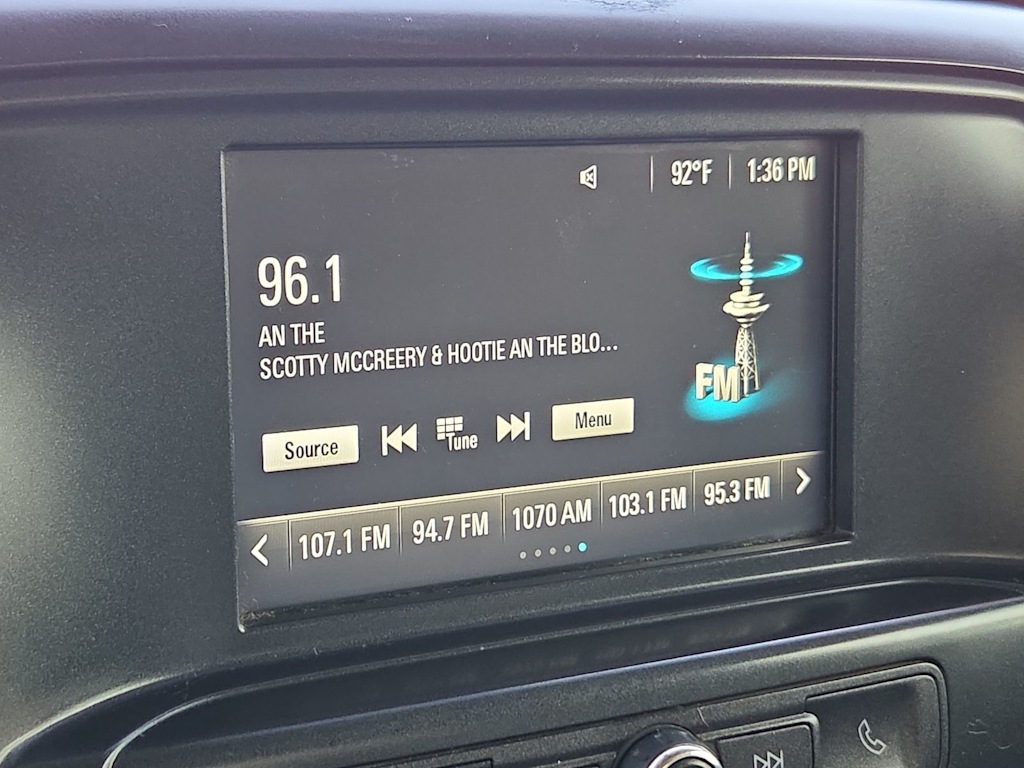 92°F 1:36 PM
96.1
AN THE
SCOTTY MCCREERY & HOOTIE AN THE BLO...
FM
Source Tune Menu
107.1 FM 94.7 FM 1070 AM 103.1 FM 95.3 FM